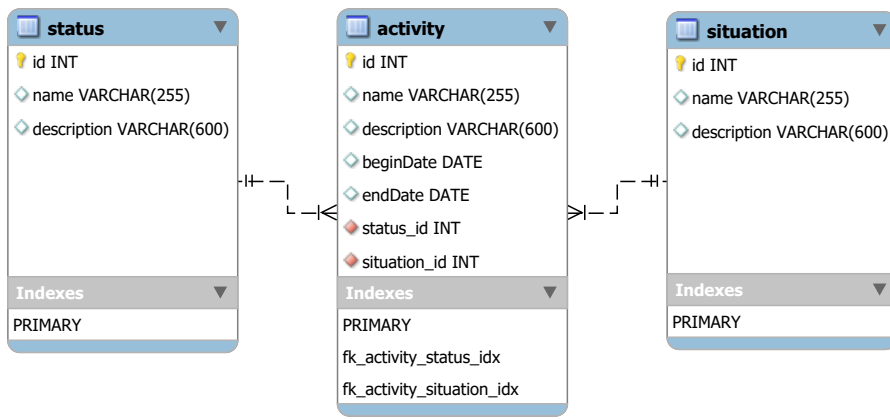 status
id INT
name VARCHAR(255)
description VARCHAR(600)
Indexes
PRIMARY
activity
id INT
name VARCHAR(255)
description VARCHAR(600)
beginDate DATE
endDate DATE
status_id INT
situation_id INT
Indexes
PRIMARY
fk_activity_status_idx
fk_activity_situation_idx
situation
id INT
name VARCHAR(255)
description VARCHAR(600)
Indexes
PRIMARY